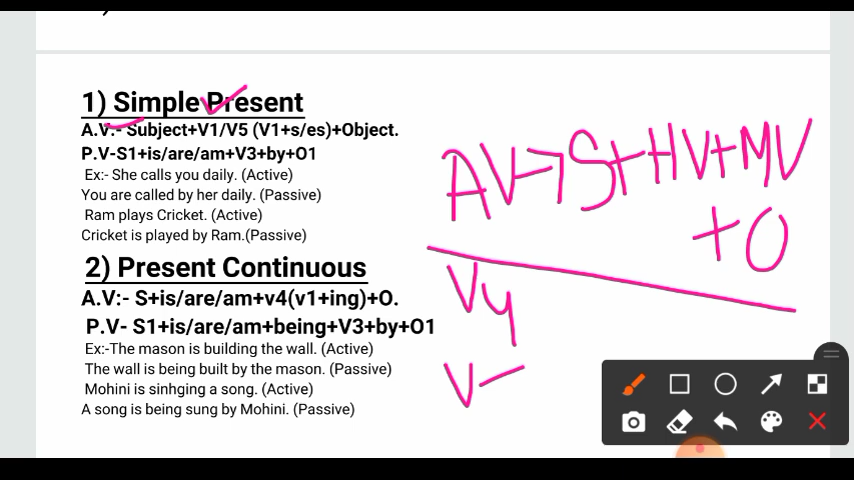 1) Simple Present
A.V:- Subject+V1/V5 (V1+s/es)+Object.
P.V-S1+is/are/am+V3+by+O1
Ex:- She calls you daily. (Active)
You are called by her daily. (Passive)
Ram plays Cricket. (Active)
Cricket is played by Ram.(Passive)
2) Present Continuous
A.V:- S+is/are/am+v4(v1+ing)+O.
P.V- S1+is/are/am+being+V3+by+O1
Ex:-The mason is building the wall. (Active)
The wall is being built by the mason. (Passive)
Mohini is sinhging a song. (Active)
A song is being sung by Mohini. (Passive)
AV→S+HV+MV
+O